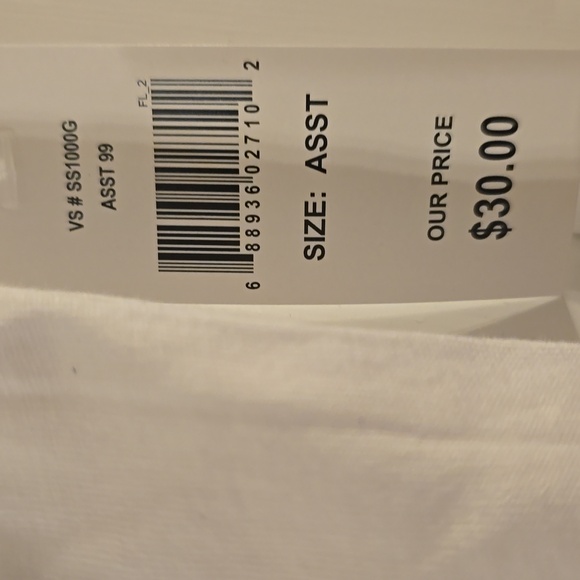 VS # SS1000G
ASST 99
FL_2
6 88936 02710 2
SIZE: ASST
OUR PRICE
$30.00